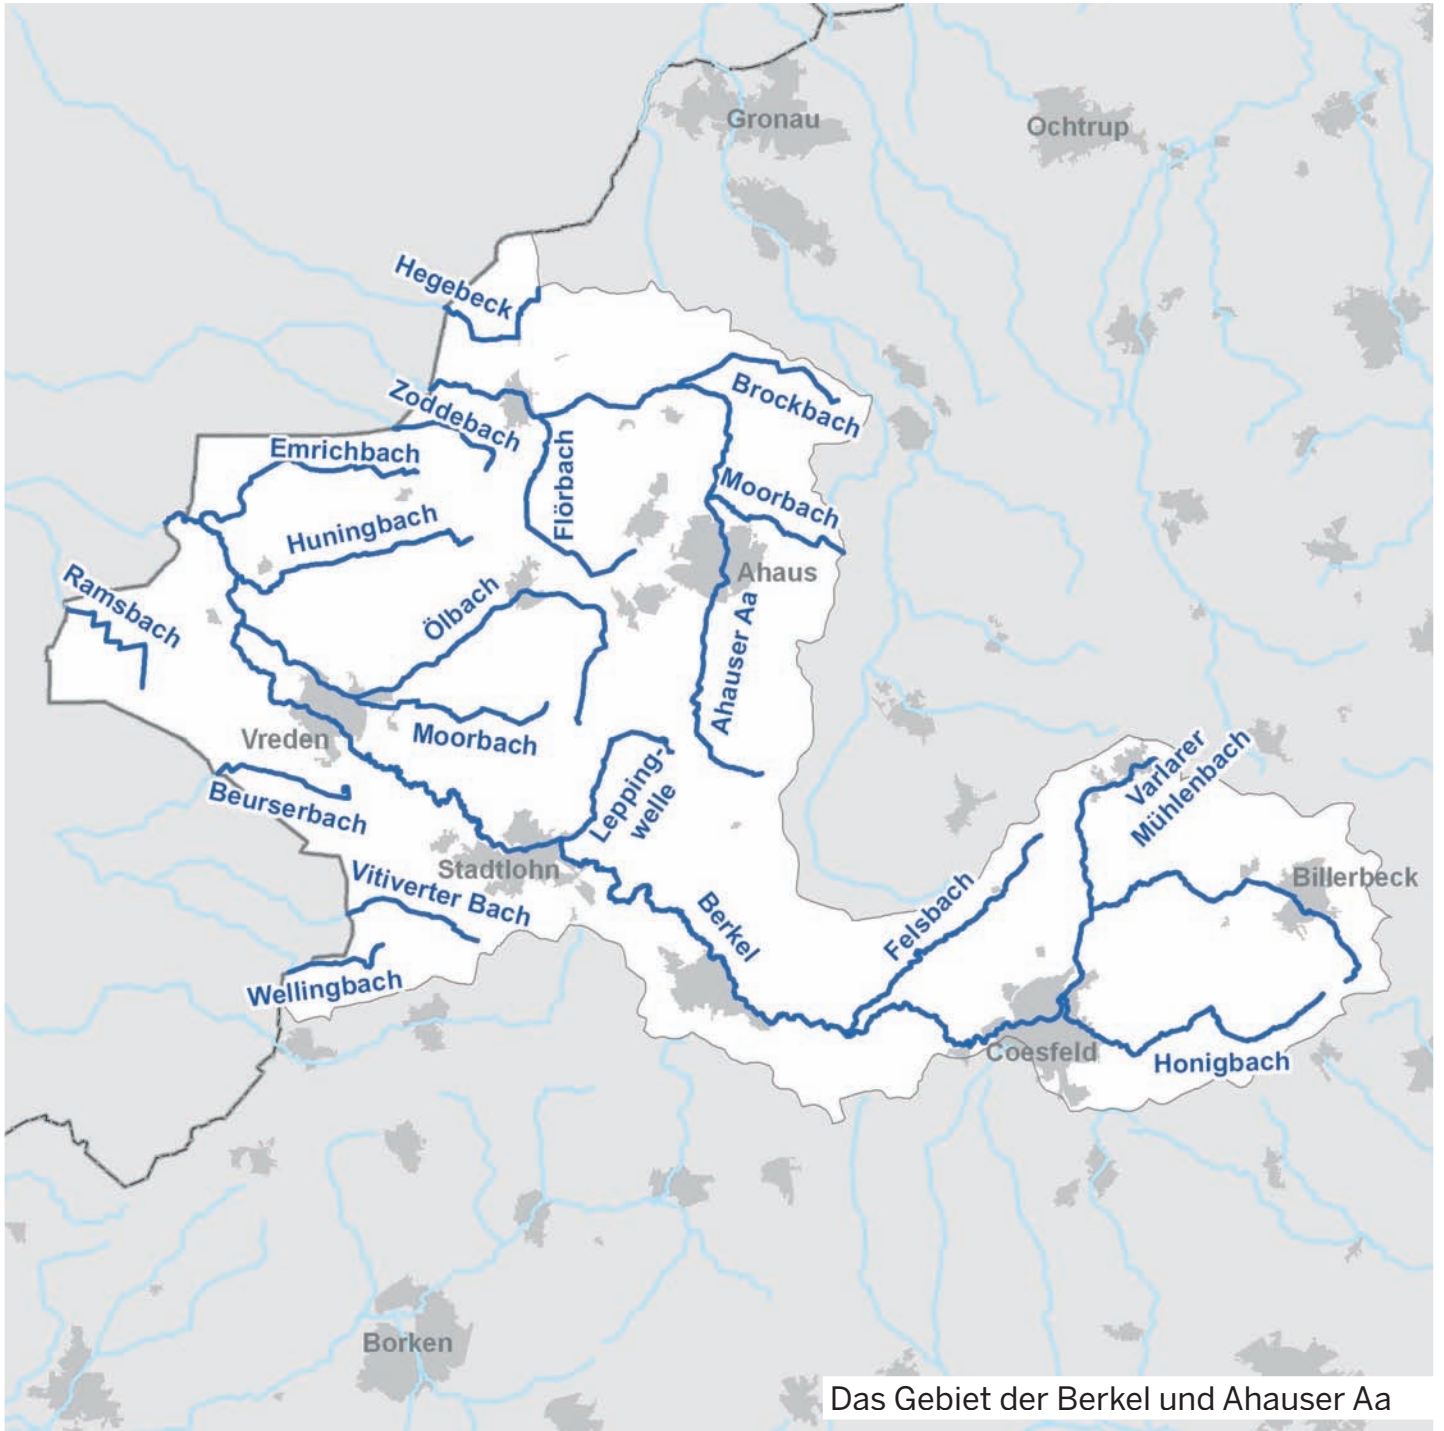 Gronau
Ochtrup
Hegebeck
Zoddebach
Brockbach
Emrichbach
Flörbach
Moorbach
Huningbach
Ahaus
Ramsbach
Ölbach
Ahauser Aa
Vreden
Moorbach
Beurserbach
Lepping-
welle
Varlarer
Mühlenbach
Stadtlohn
Vitiverter Bach
Billerbeck
Berkel
Felsbach
Wellingbach
Coesfeld
Honigbach
Borken
Das Gebiet der Berkel und Ahauser Aa